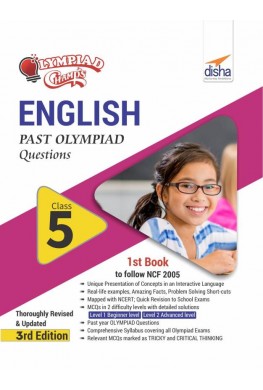 OLYMPIAD
CHAMPS
disha
ENGLISH
PAST OLYMPIAD
Questions
Class
5
1st Book
to follow NCF 2005
Unique Presentation of Concepts in an Interactive Language
Real-life examples, Amazing Facts, Problem Solving Short-cuts
Mapped with NCERT; Quick Revision to School Exams
MCQs in 2 difficulty levels with detailed solutions
Level 1 Beginner level Level 2 Advanced level
Past year OLYMPIAD Questions
Comprehensive Syllabus covering all Olympiad Exams
Relevant MCQs marked as TRICKY and CRITICAL THINKING
Thoroughly Revised
& Updated
3rd Edition